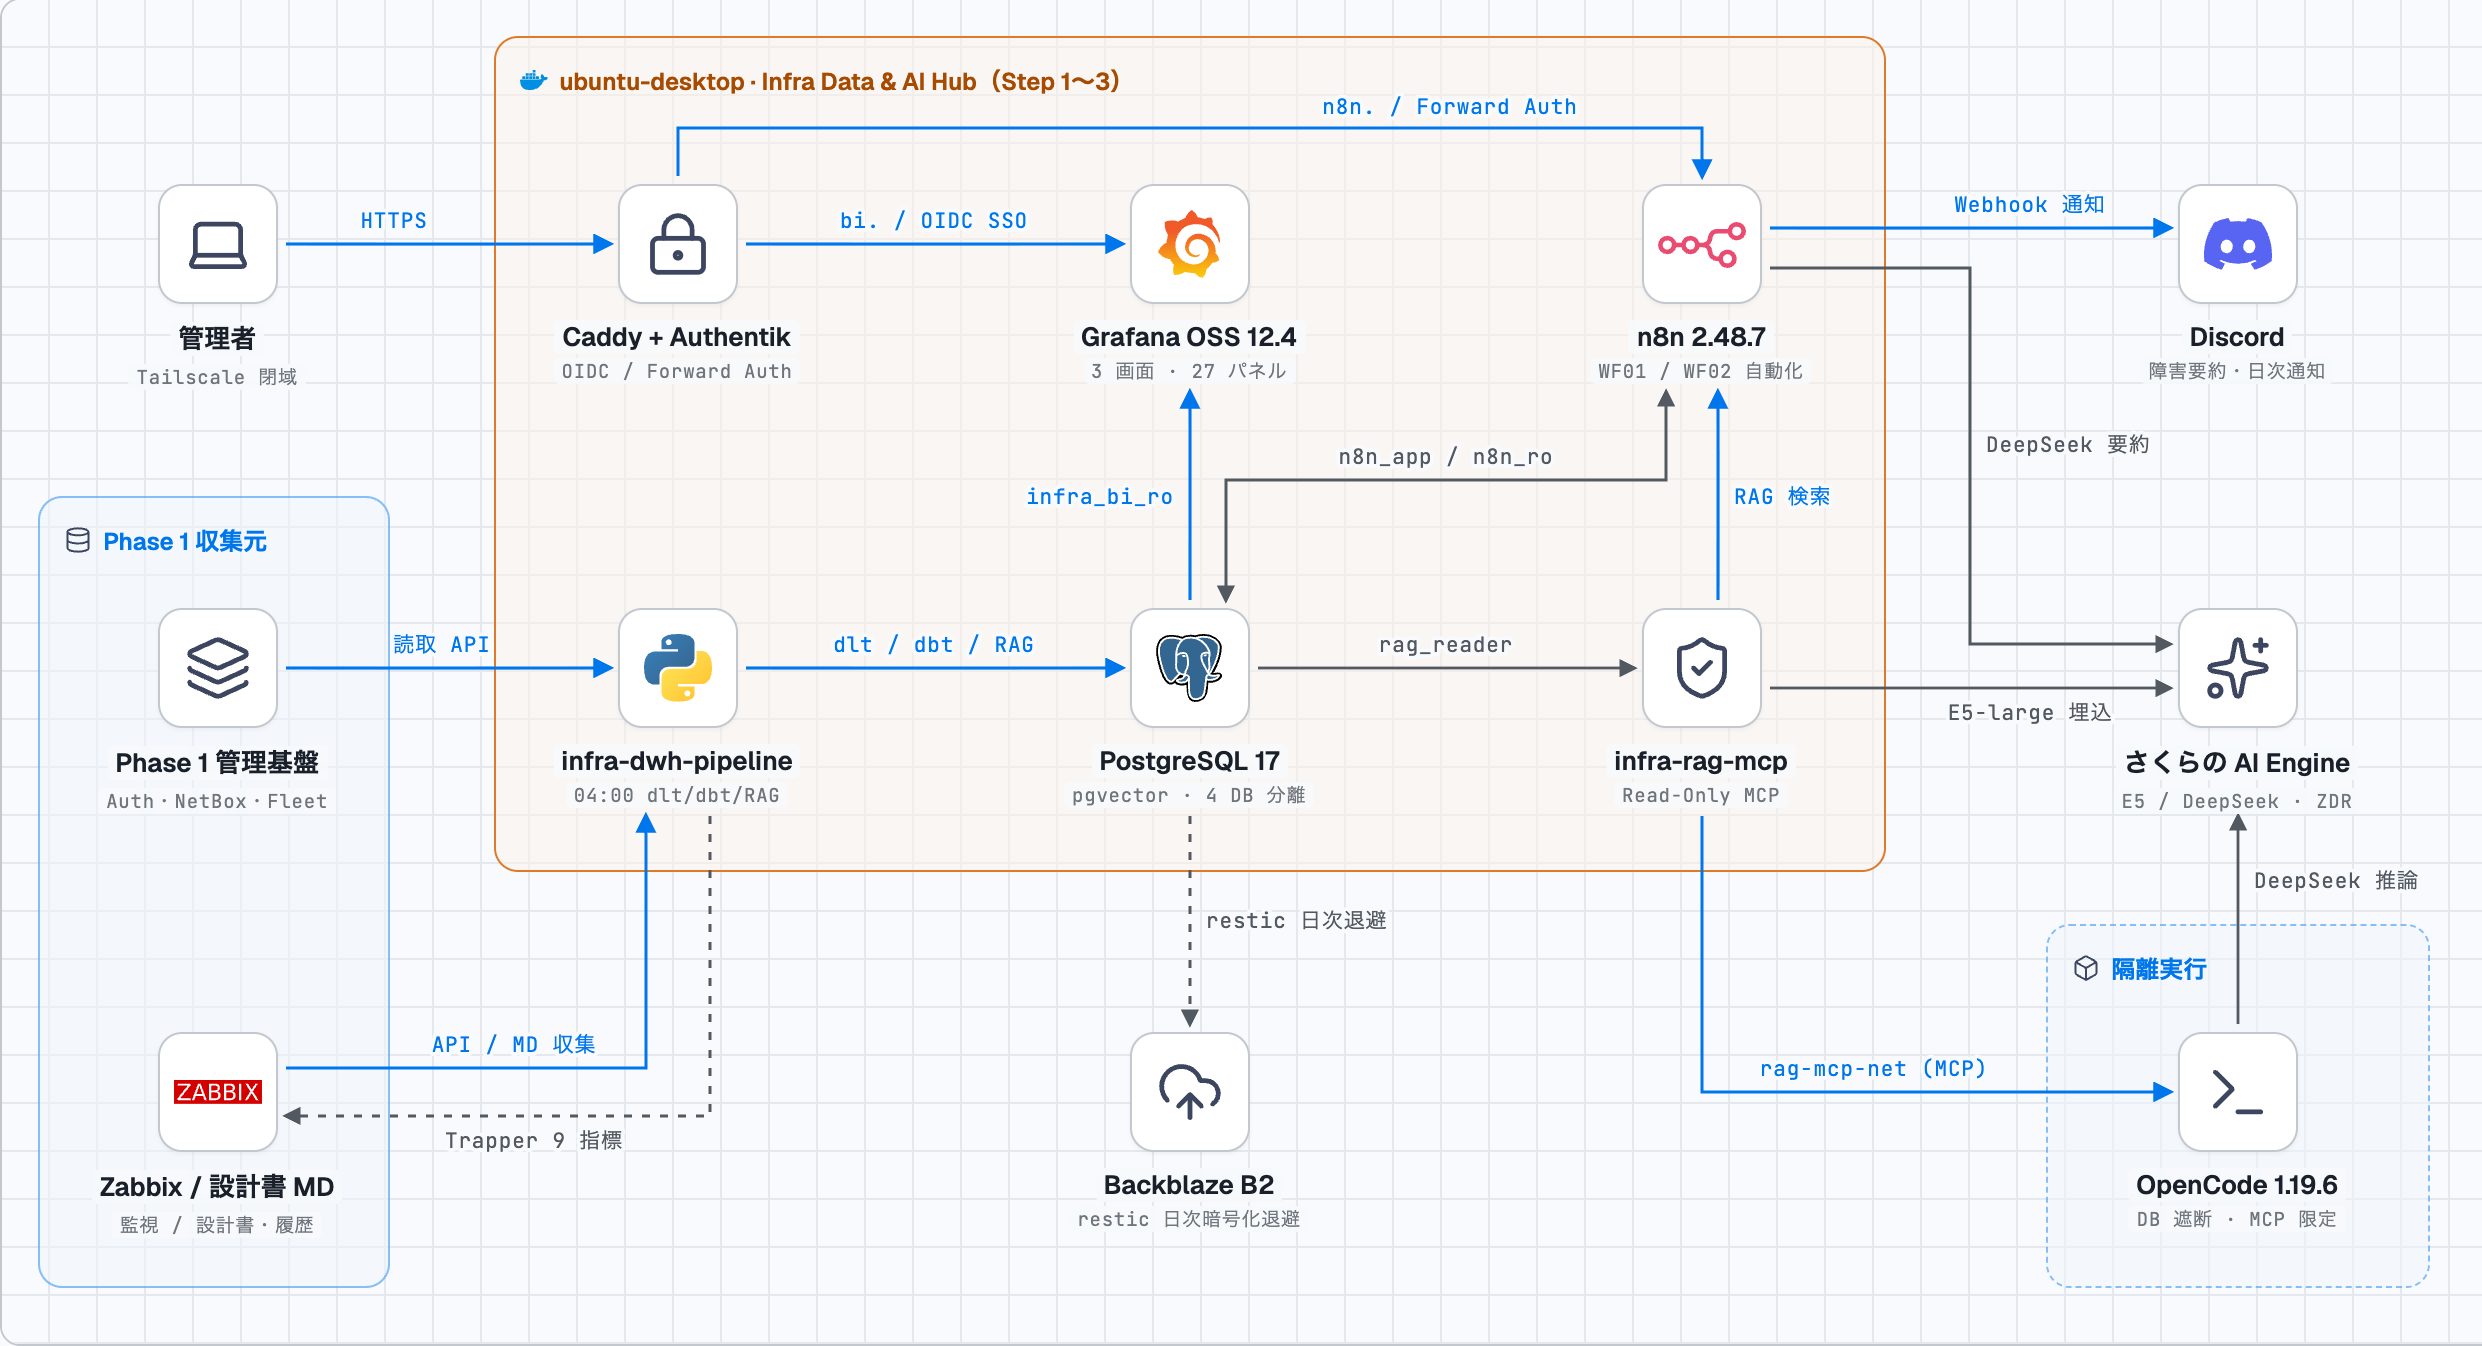 ubuntu-desktop · Infra Data & AI Hub（Step 1〜3）
n8n. / Forward Auth
HTTPS
bi. / OIDC SSO
Webhook 通知
管理者
Tailscale 閉域
Caddy + Authentik
OIDC / Forward Auth
Grafana OSS 12.4
3 画面 · 27 パネル
n8n 2.48.7
WF01 / WF02 自動化
Discord
障害要約・日次通知
DeepSeek 要約
n8n_app / n8n_ro
infra_bi_ro
RAG 検索
Phase 1 収集元
読取 API
dlt / dbt / RAG
rag_reader
E5-large 埋込
Phase 1 管理基盤
Auth・NetBox・Fleet
infra-dwh-pipeline
04:00 dlt/dbt/RAG
PostgreSQL 17
pgvector · 4 DB 分離
infra-rag-mcp
Read-Only MCP
さくらの AI Engine
E5 / DeepSeek · ZDR
DeepSeek 推論
restic 日次退避
隔離実行
API / MD 収集
rag-mcp-net (MCP)
ZABBIX
Trapper 9 指標
Zabbix / 設計書 MD
監視 / 設計書・履歴
Backblaze B2
restic 日次暗号化退避
OpenCode 1.19.6
DB 遮断 · MCP 限定